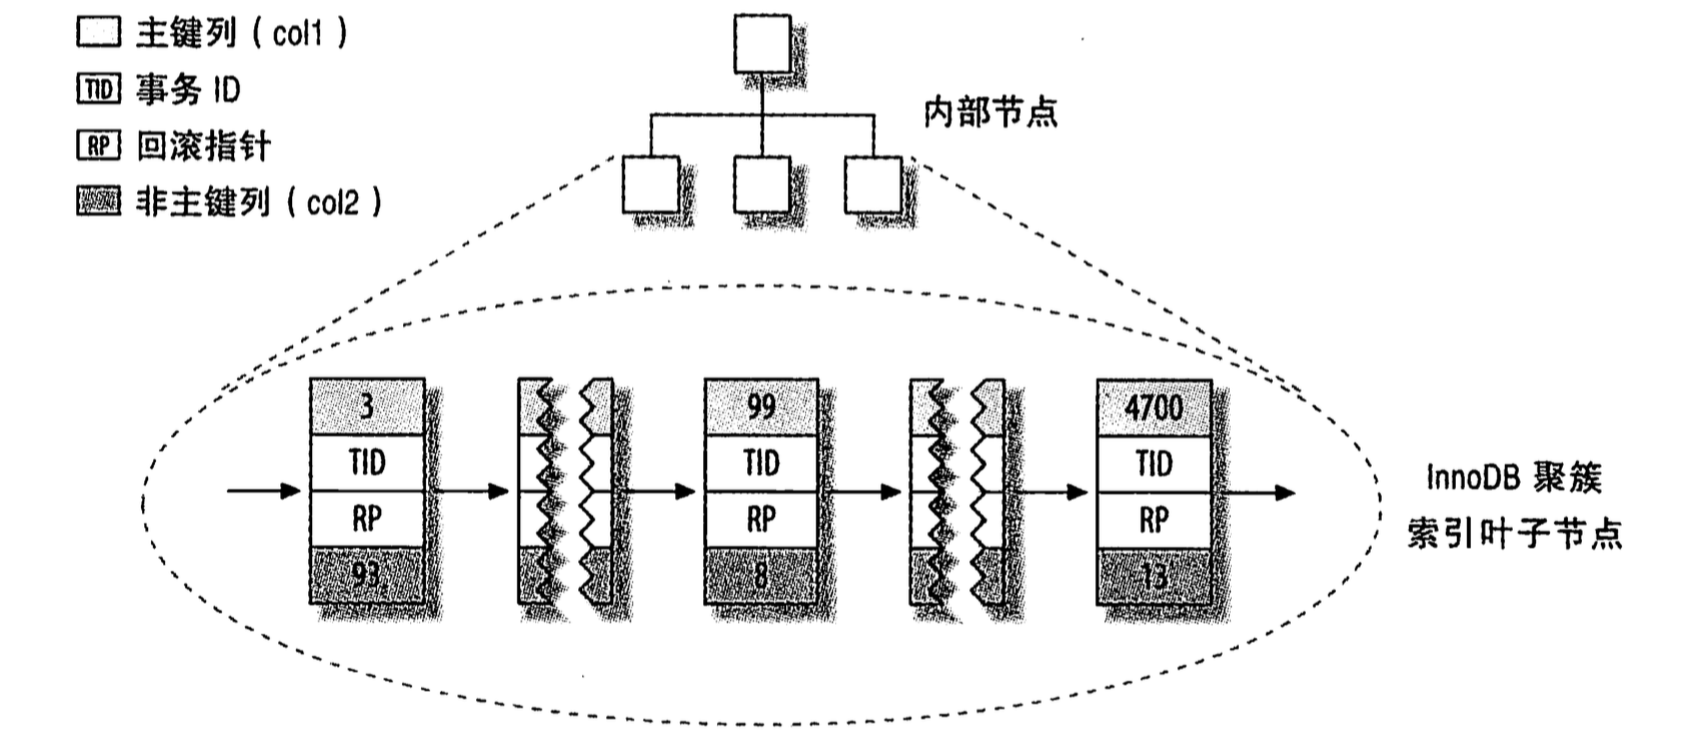 主键列（col1）
TID 事务 ID
RP 回滚指针
非主键列（col2）
内部节点
3
TID
RP
93
99
TID
RP
8
4700
TID
RP
13
InnoDB 聚簇
索引叶子节点